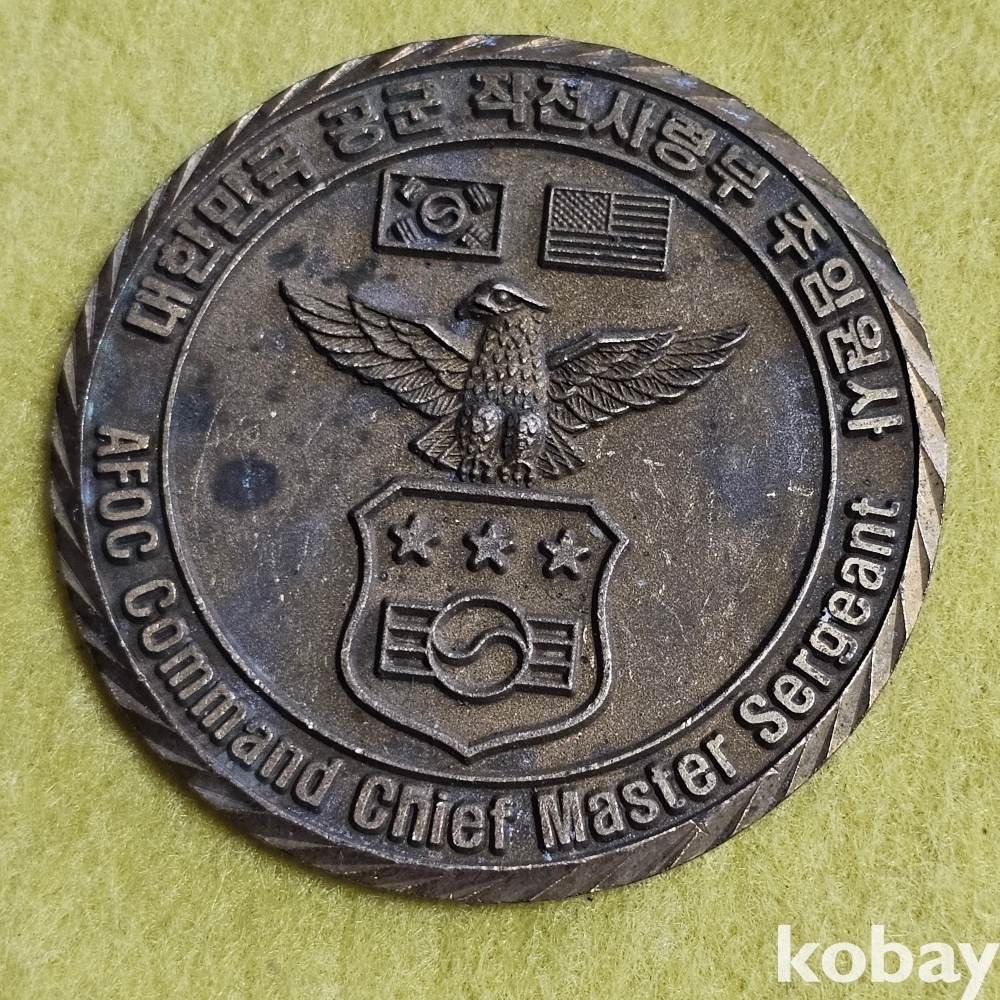 대한민국 공군 작전사령부 주임원사
AFOC Command Chief Master Sergeant
kobay